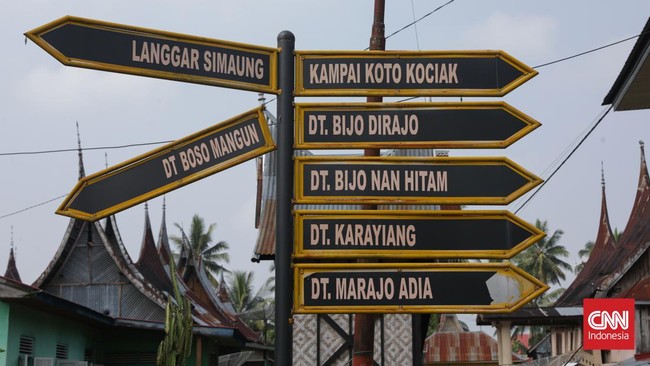 LANGGAR SIMAUNG
DT BOSO MANGUN
KAMPAI KOTO KOCIAK
DT. BIJO DIRAJO
DT. BIJO NAN HITAM
DT. KARAYIANG
DT. MARAJO ADIA
CNN
Indonesia